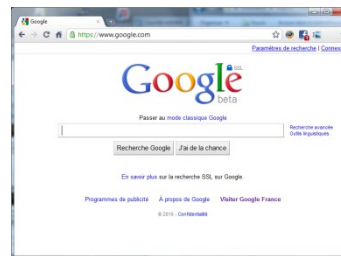 Google
https://www.google.com
Paramètres de recherche | Connex
Google SSL
beta
Passer au mode classique Google
Recherche avancée
Outils linguistiques
Recherche Google J'ai de la chance
En savoir plus sur la recherche SSL sur Google
Programmes de publicité À propos de Google Visiter Google France
© 2010 - Confidentialité